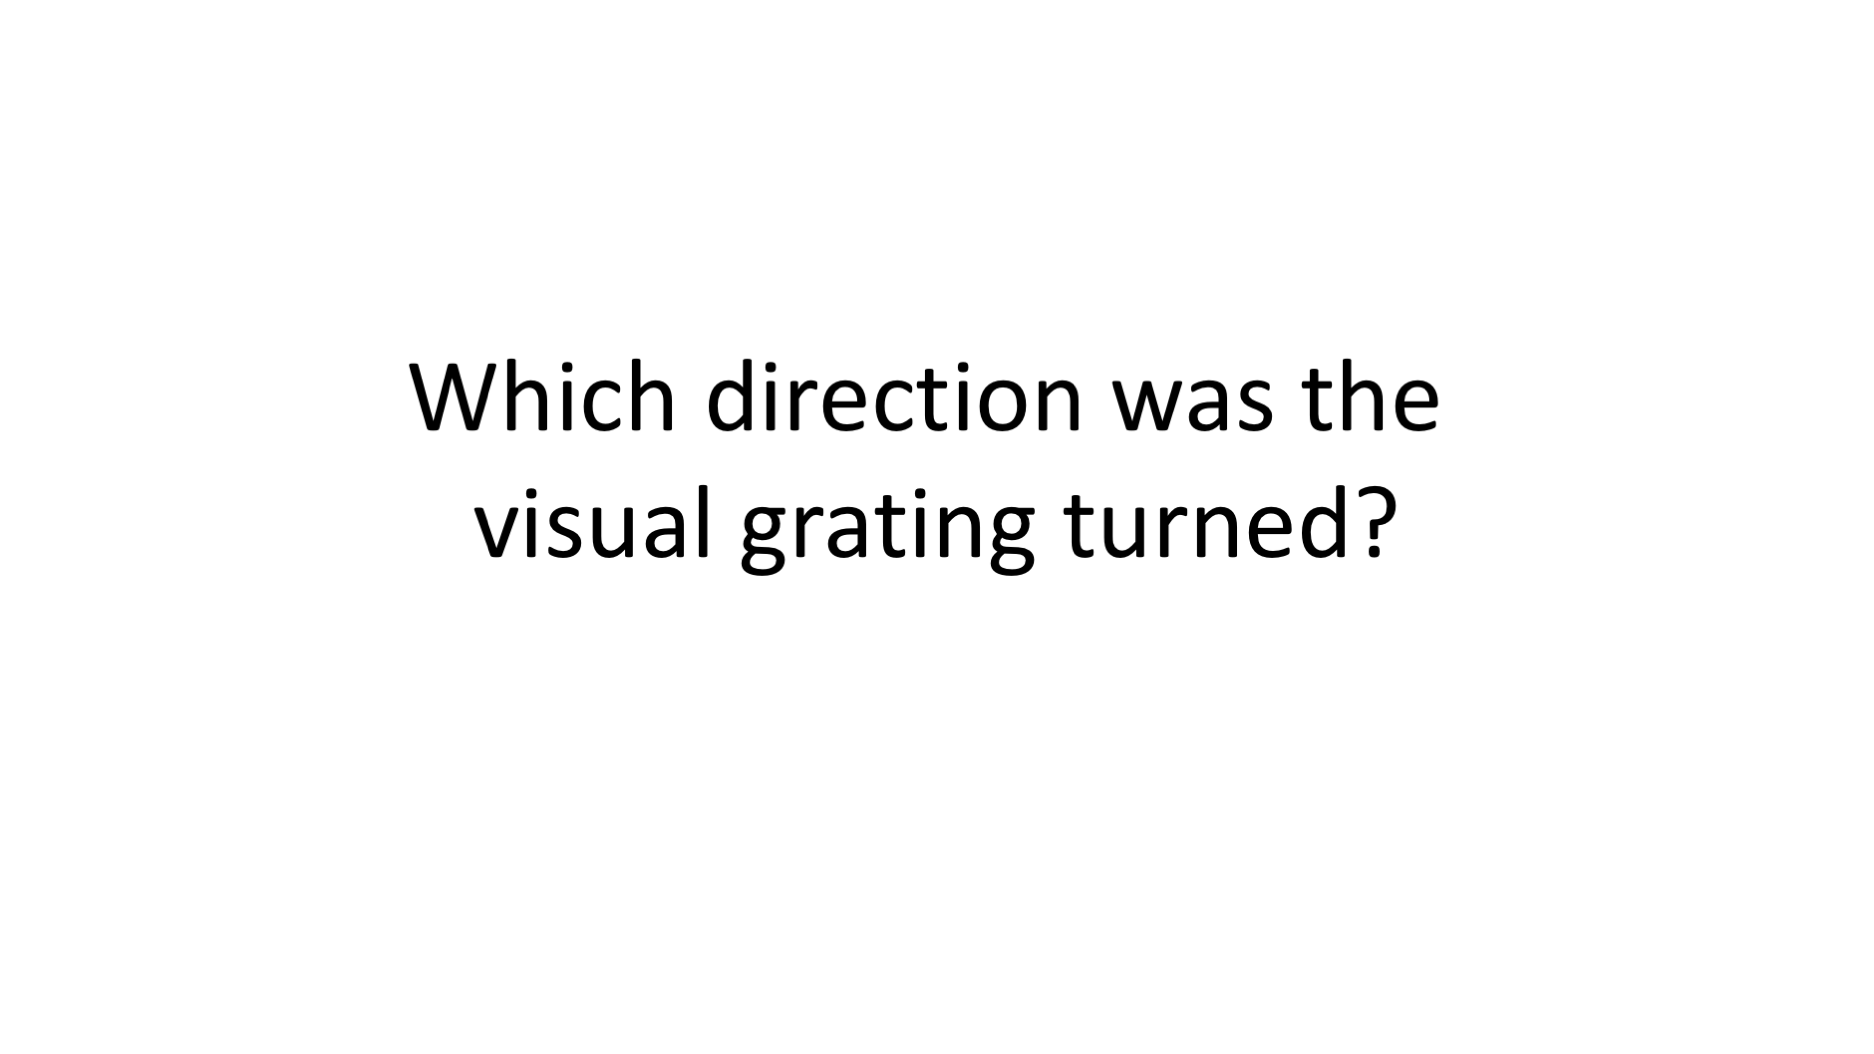 Which direction was the
visual grating turned?